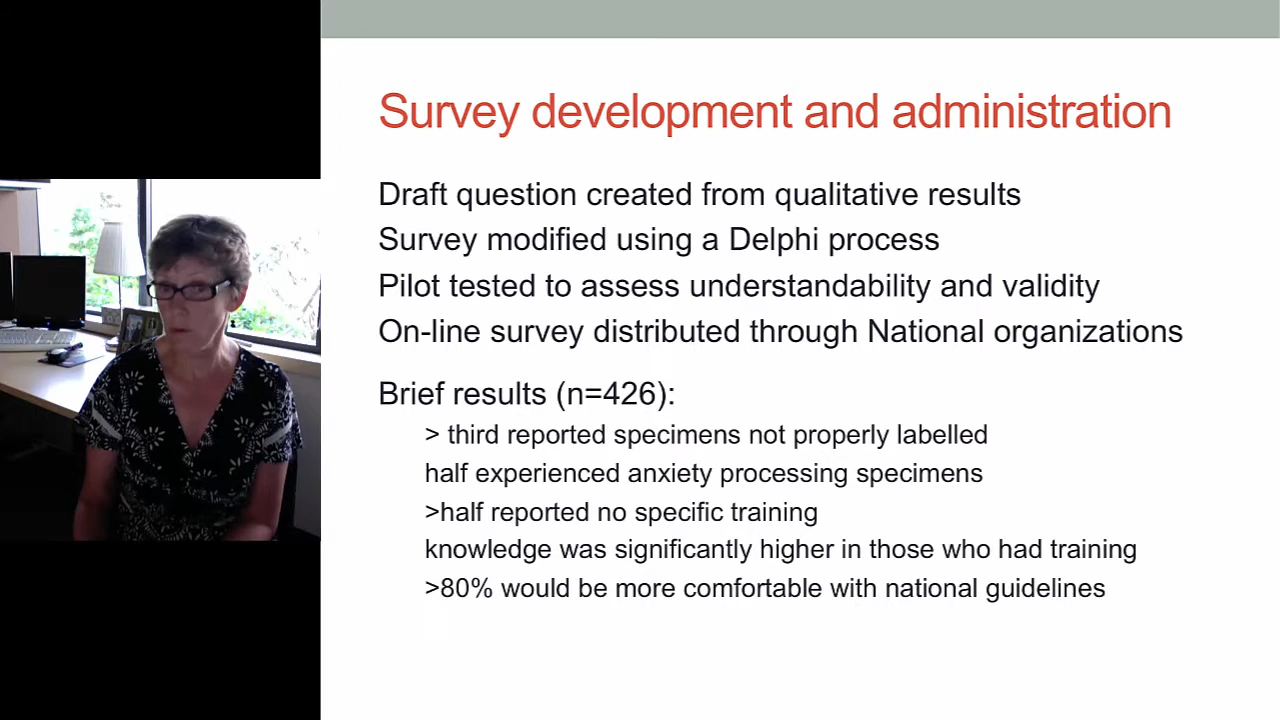 Survey development and administration
Draft question created from qualitative results
Survey modified using a Delphi process
Pilot tested to assess understandability and validity
On-line survey distributed through National organizations
Brief results (n=426):
> third reported specimens not properly labelled
half experienced anxiety processing specimens
>half reported no specific training
knowledge was significantly higher in those who had training
>80% would be more comfortable with national guidelines